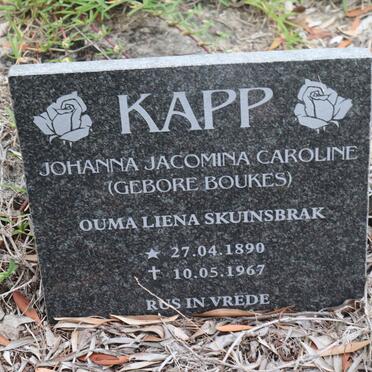 KAPP
JOHANNA JACOMINA CAROLINE
(GEBORE BOUKES)
OUMA LIENA SKUINSBRAK
★ 27.04.1890
✝ 10.05.1967
RUS IN VREDE